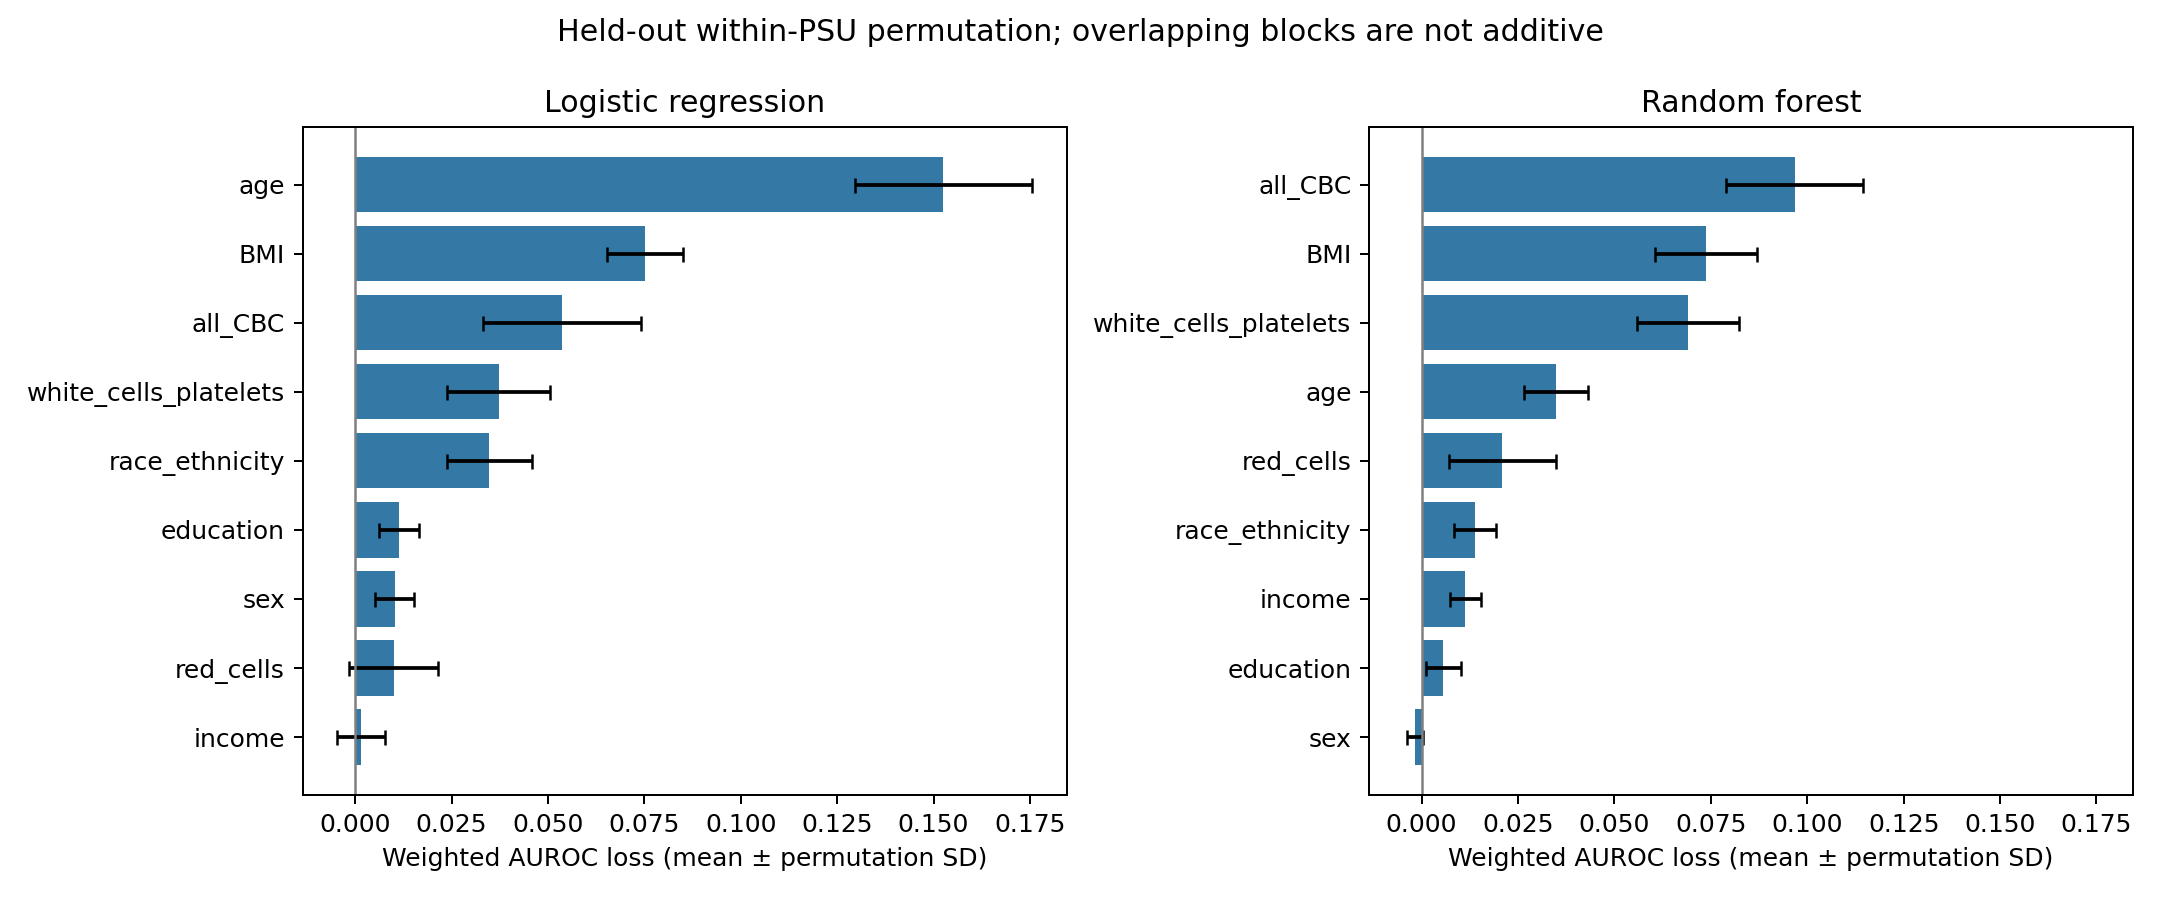 Held-out within-PSU permutation; overlapping blocks are not additive
Logistic regression
age
BMI
all_CBC
white_cells_platelets
race_ethnicity
education
sex
red_cells
income
0.000 0.025 0.050 0.075 0.100 0.125 0.150 0.175
Weighted AUROC loss (mean ± permutation SD)
Random forest
all_CBC
BMI
white_cells_platelets
age
red_cells
race_ethnicity
income
education
sex
0.000 0.025 0.050 0.075 0.100 0.125 0.150 0.175
Weighted AUROC loss (mean ± permutation SD)